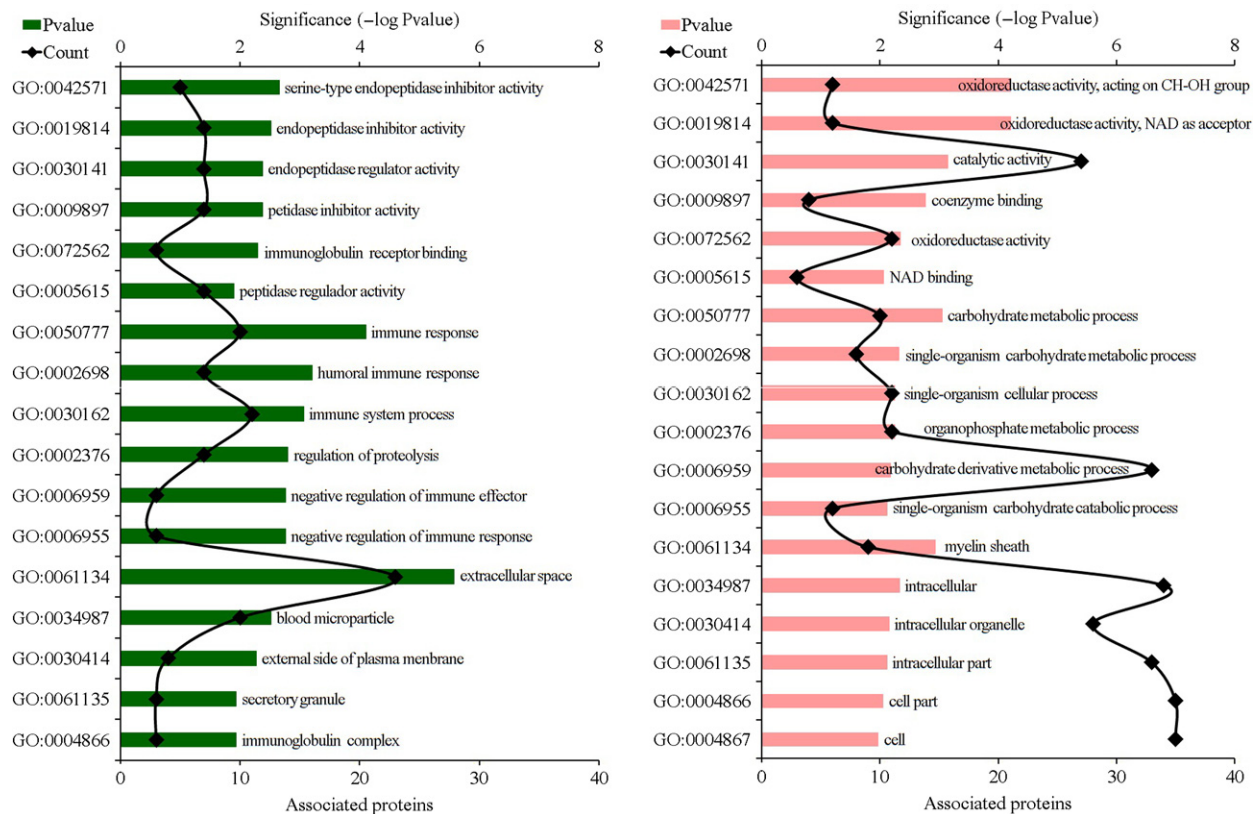 Significance (–log Pvalue)
Pvalue
Count
0 2 4 6 8
GO:0042571 serine-type endopeptidase inhibitor activity
GO:0019814 endopeptidase inhibitor activity
GO:0030141 endopeptidase regulator activity
GO:0009897 petidase inhibitor activity
GO:0072562 immunoglobulin receptor binding
GO:0005615 peptidase regulador activity
GO:0050777 immune response
GO:0002698 humoral immune response
GO:0030162 immune system process
GO:0002376 regulation of proteolysis
GO:0006959 negative regulation of immune effector
GO:0006955 negative regulation of immune response
GO:0061134 extracellular space
GO:0034987 blood microparticle
GO:0030414 external side of plasma menbrane
GO:0061135 secretory granule
GO:0004866 immunoglobulin complex
0 10 20 30 40
Associated proteins
Significance (–log Pvalue)
Pvalue
Count
0 2 4 6 8
GO:0042571 oxidoreductase activity, acting on CH-OH group
GO:0019814 oxidoreductase activity, NAD as acceptor
GO:0030141 catalytic activity
GO:0009897 coenzyme binding
GO:0072562 oxidoreductase activity
GO:0005615 NAD binding
GO:0050777 carbohydrate metabolic process
GO:0002698 single-organism carbohydrate metabolic process
GO:0030162 single-organism cellular process
GO:0002376 organophosphate metabolic process
GO:0006959 carbohydrate derivative metabolic process
GO:0006955 single-organism carbohydrate catabolic process
GO:0061134 myelin sheath
GO:0034987 intracellular
GO:0030414 intracellular organelle
GO:0061135 intracellular part
GO:0004866 cell part
GO:0004867 cell
0 10 20 30 40
Associated proteins